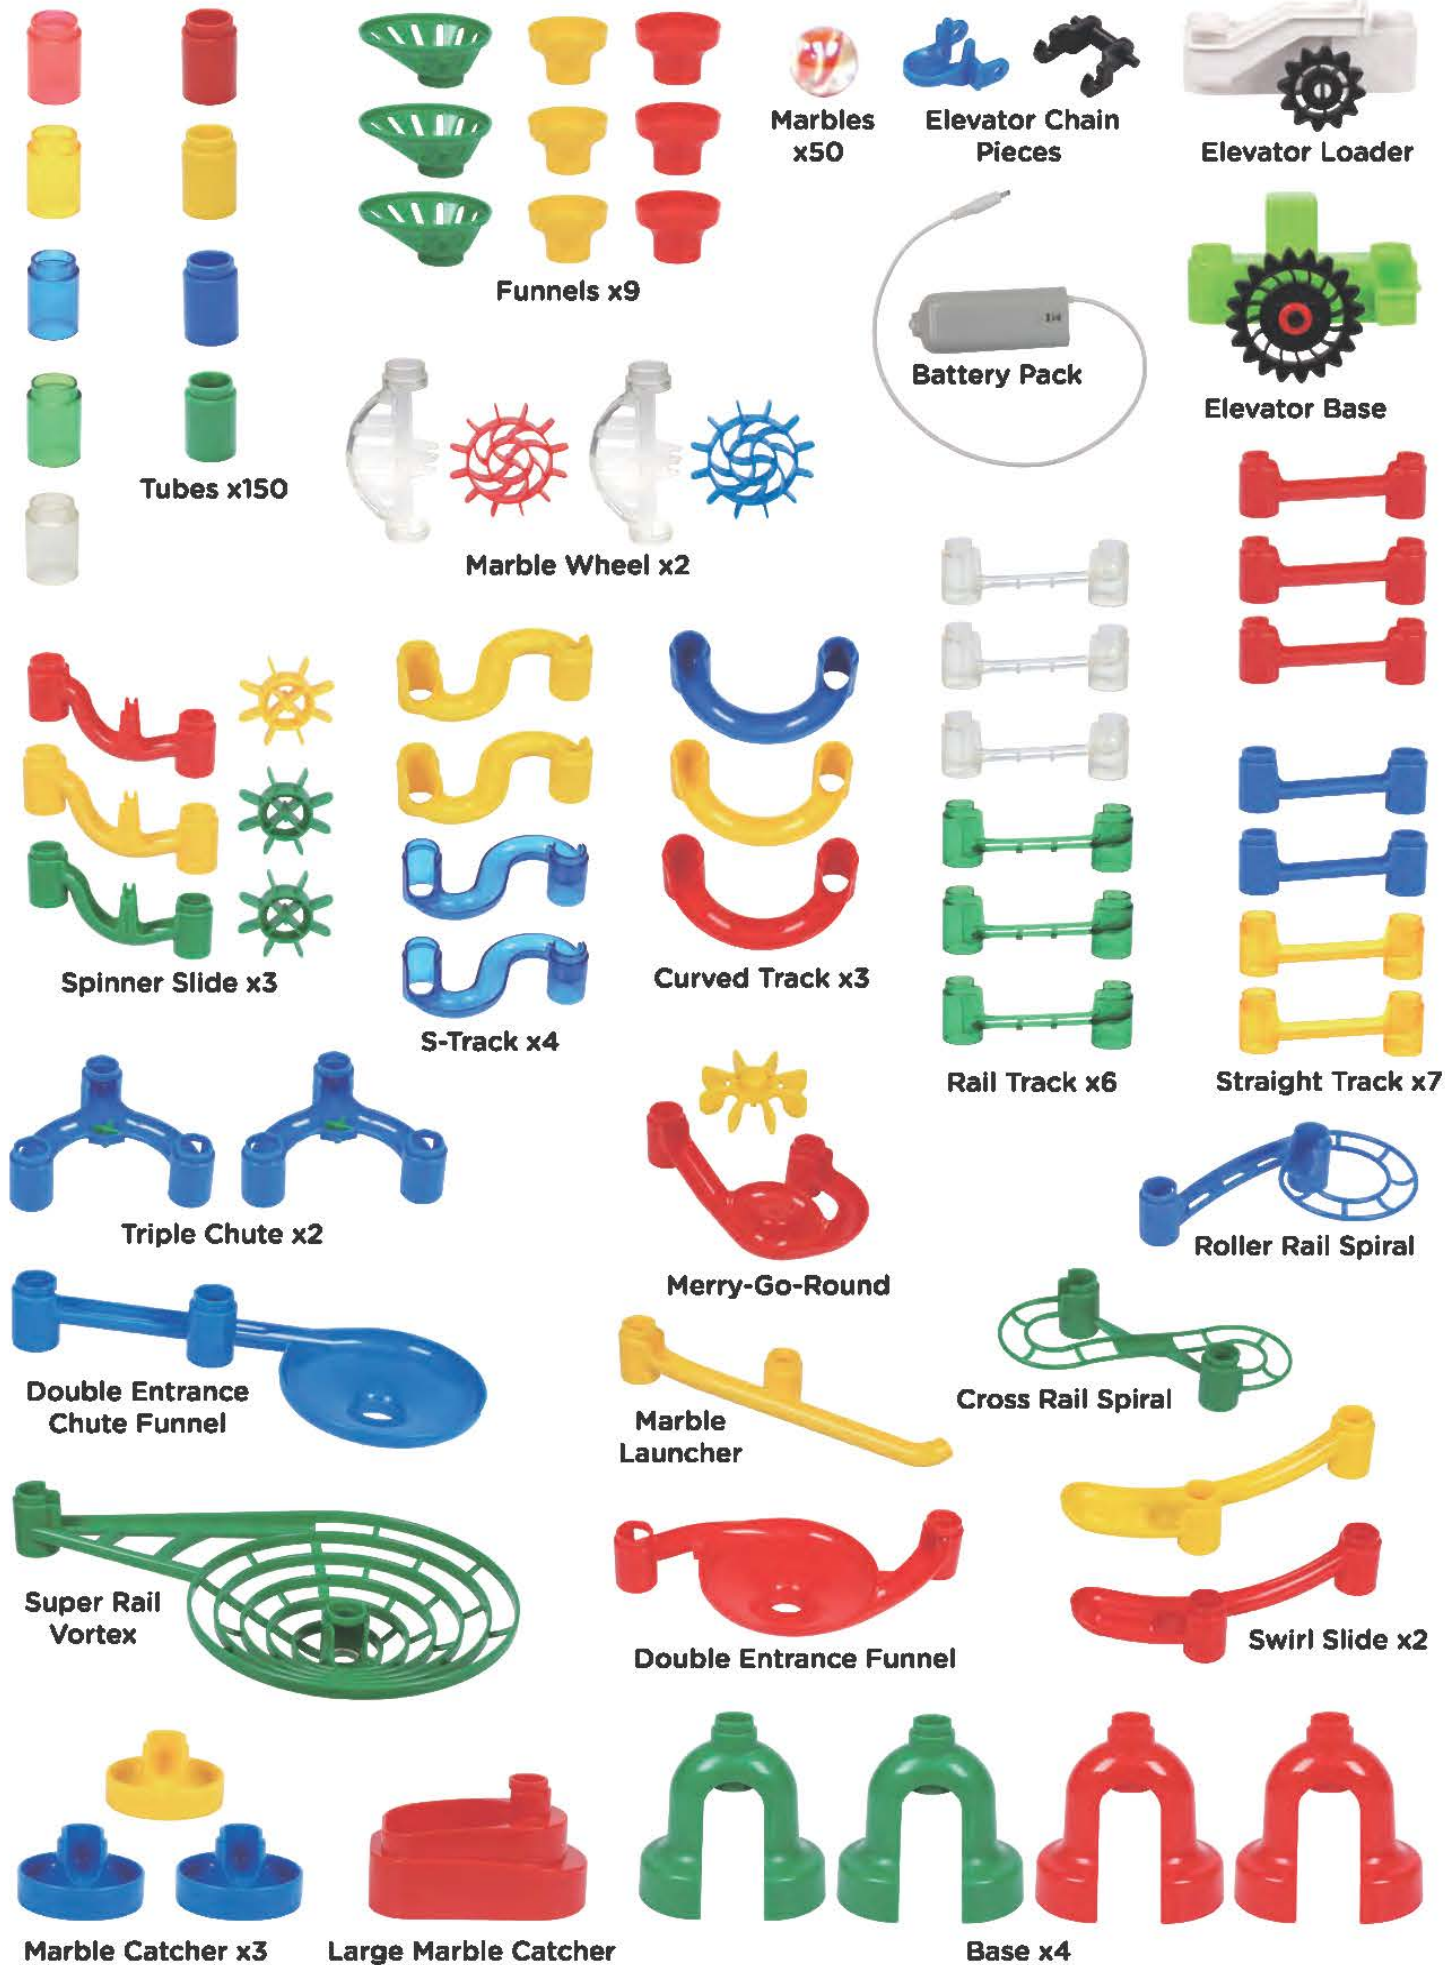 Marbles
x50
Elevator Chain
Pieces
Elevator Loader
Funnels x9
Battery Pack
Elevator Base
Tubes x150
Marble Wheel x2
Spinner Slide x3
S-Track x4
Curved Track x3
Rail Track x6
Straight Track x7
Triple Chute x2
Merry-Go-Round
Roller Rail Spiral
Double Entrance
Chute Funnel
Marble
Launcher
Cross Rail Spiral
Super Rail
Vortex
Double Entrance Funnel
Swirl Slide x2
Marble Catcher x3
Large Marble Catcher
Base x4